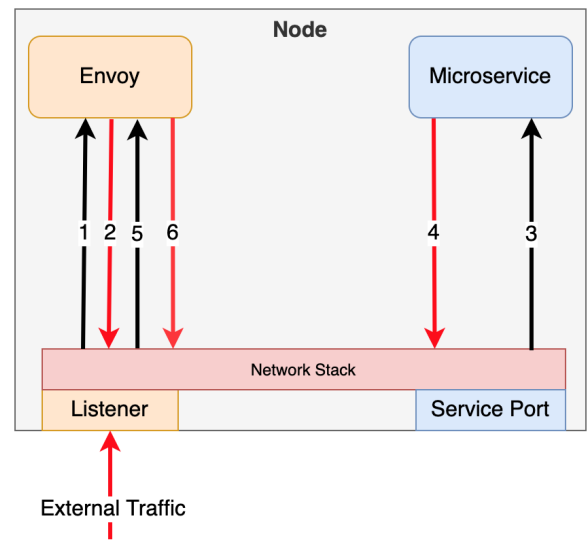 Node
Envoy
Microservice
1
2
5
6
4
3
Network Stack
Listener
Service Port
External Traffic